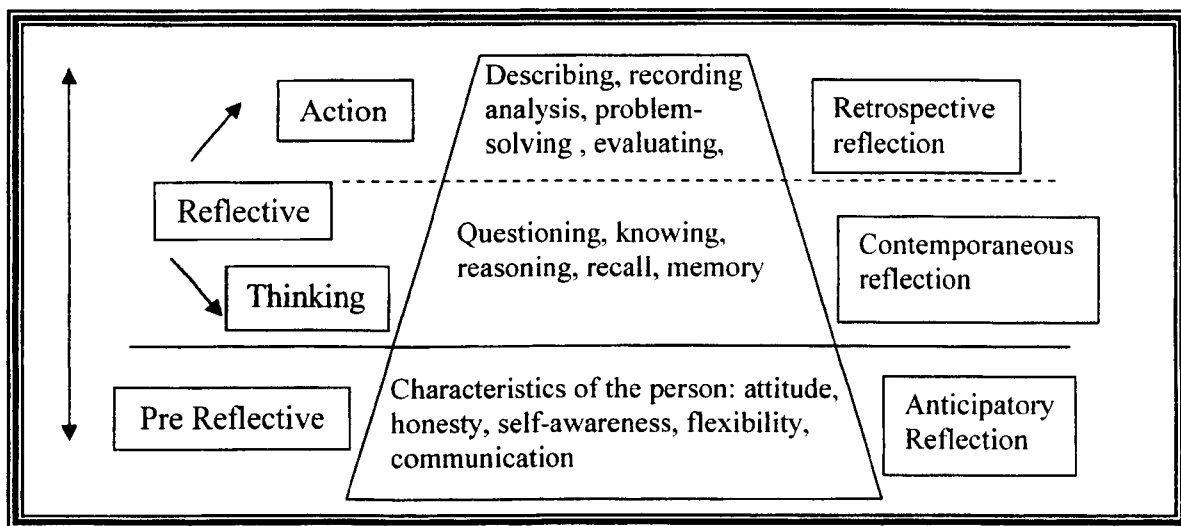 Action
Describing, recording
analysis, problem-
solving , evaluating,
Retrospective
reflection
Reflective
Thinking
Questioning, knowing,
reasoning, recall, memory
Contemporaneous
reflection
Pre Reflective
Characteristics of the person: attitude,
honesty, self-awareness, flexibility,
communication
Anticipatory
Reflection